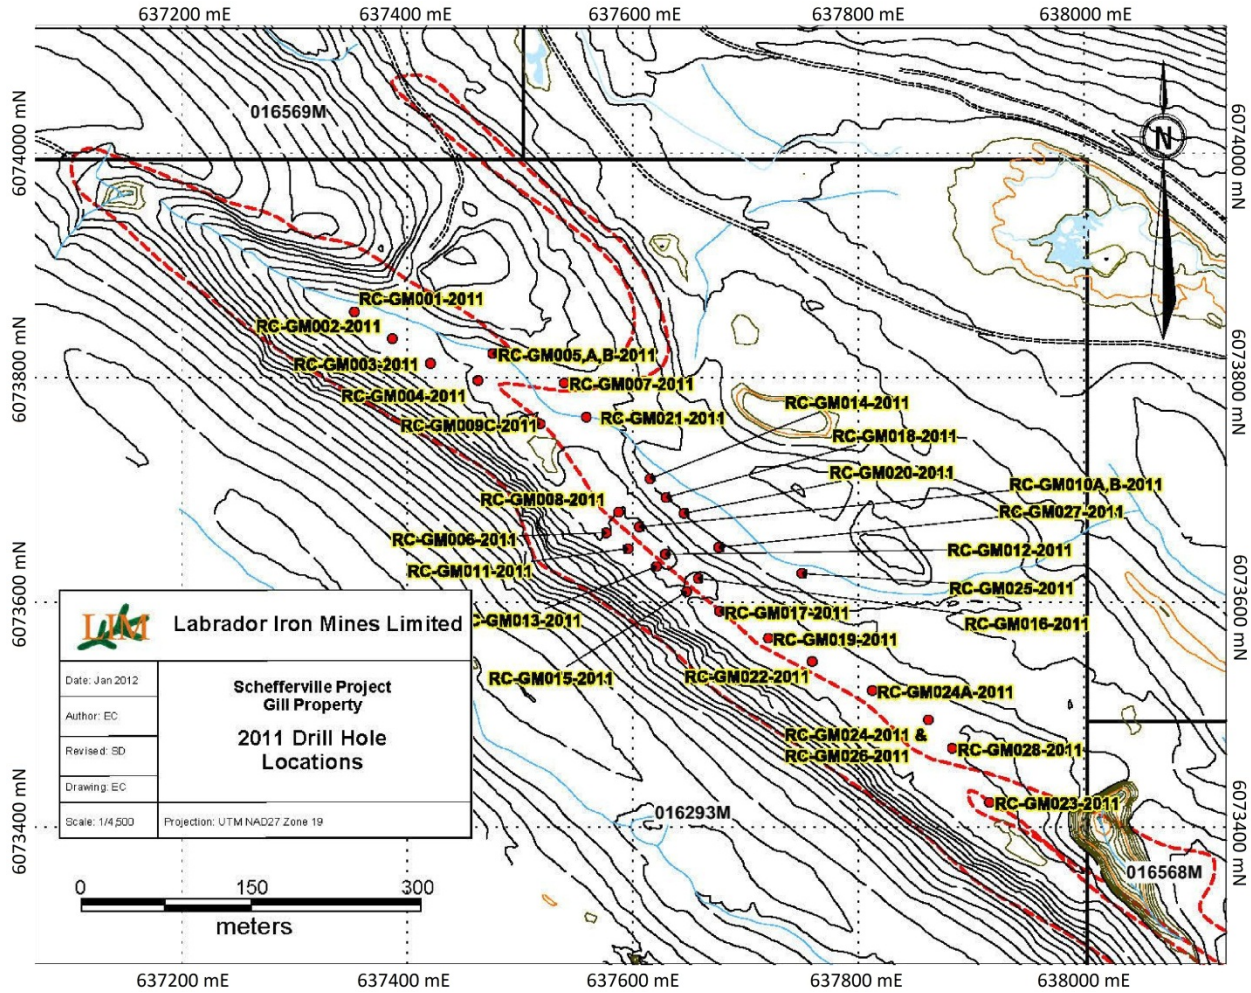 637200 mE
637400 mE
637600 mE
637800 mE
638000 mE
6074000 mN
6074000 mN
016569M
N
RC-GM001-2011
RC-GM002-2011
RC-GM003-2011
RC-GM005,A,B-2011
6073800 mN
6073800 mN
RC-GM007-2011
RC-GM004-2011
RC-GM014-2011
RC-GM009C-2011
RC-GM021-2011
RC-GM018-2011
RC-GM020-2011
RC-GM010A,B-2011
RC-GM008-2011
RC-GM027-2011
RC-GM006-2011
RC-GM012-2011
RC-GM011-2011
RC-GM025-2011
6073600 mN
6073600 mN
RC-GM017-2011
C-GM013-2011
RC-GM016-2011
RC-GM019-2011
RC-GM015-2011
RC-GM022-2011
RC-GM024A-2011
RC-GM024-2011 &
RC-GM026-2011
RC-GM028-2011
RC-GM023-2011
016293M
6073400 mN
6073400 mN
016568M
LIM
Labrador Iron Mines Limited
Date: Jan 2012
Author: EC
Revised: SD
Drawing: EC
Scale: 1/4,500
Schefferville Project
Gill Property
2011 Drill Hole
Locations
Projection: UTM NAD27 Zone 19
0
150
300
meters
637200 mE
637400 mE
637600 mE
637800 mE
638000 mE